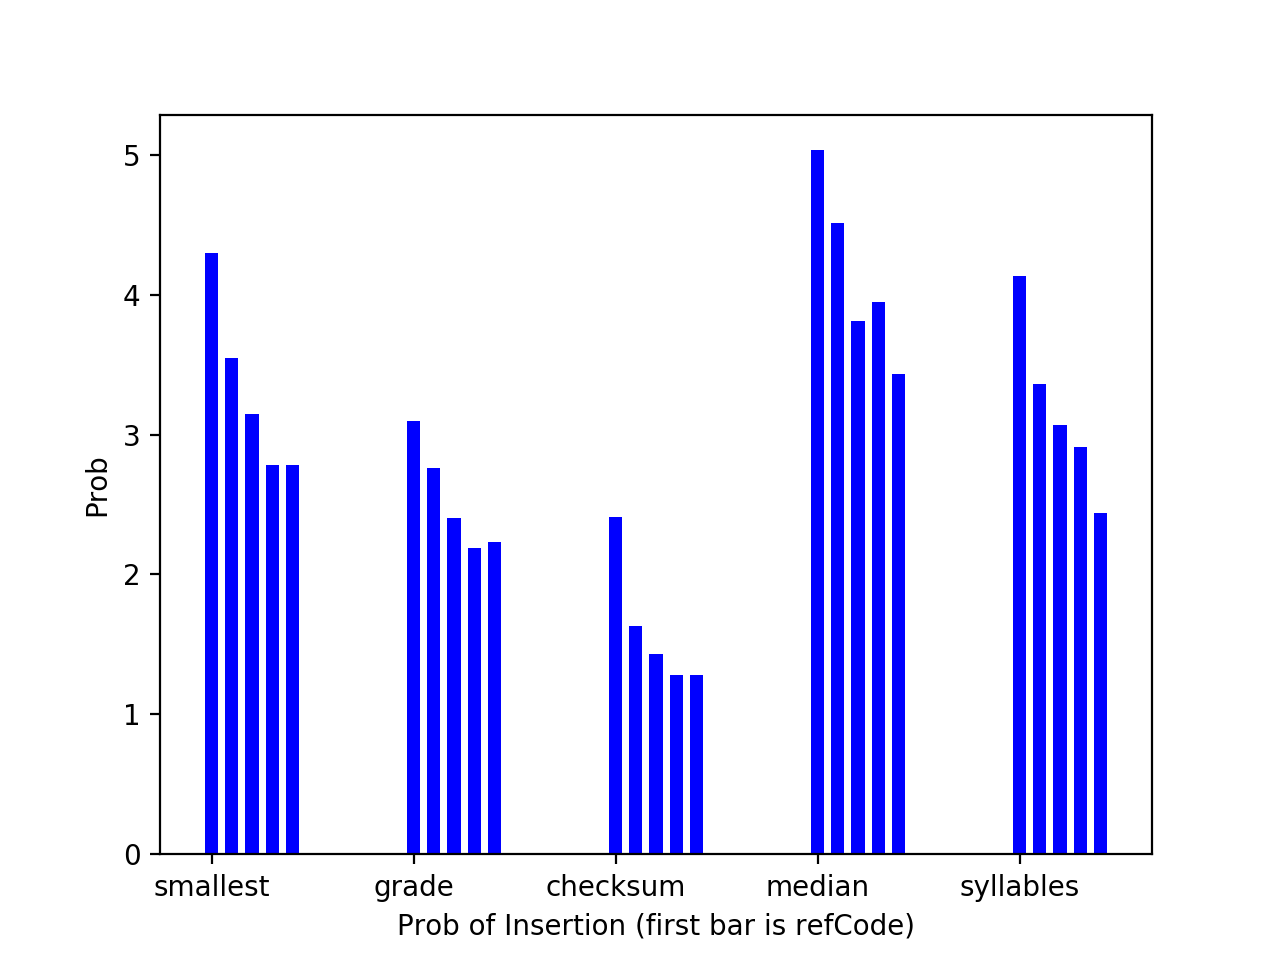 5
4
3
2
1
0
Prob
smallest grade checksum median syllables
Prob of Insertion (first bar is refCode)